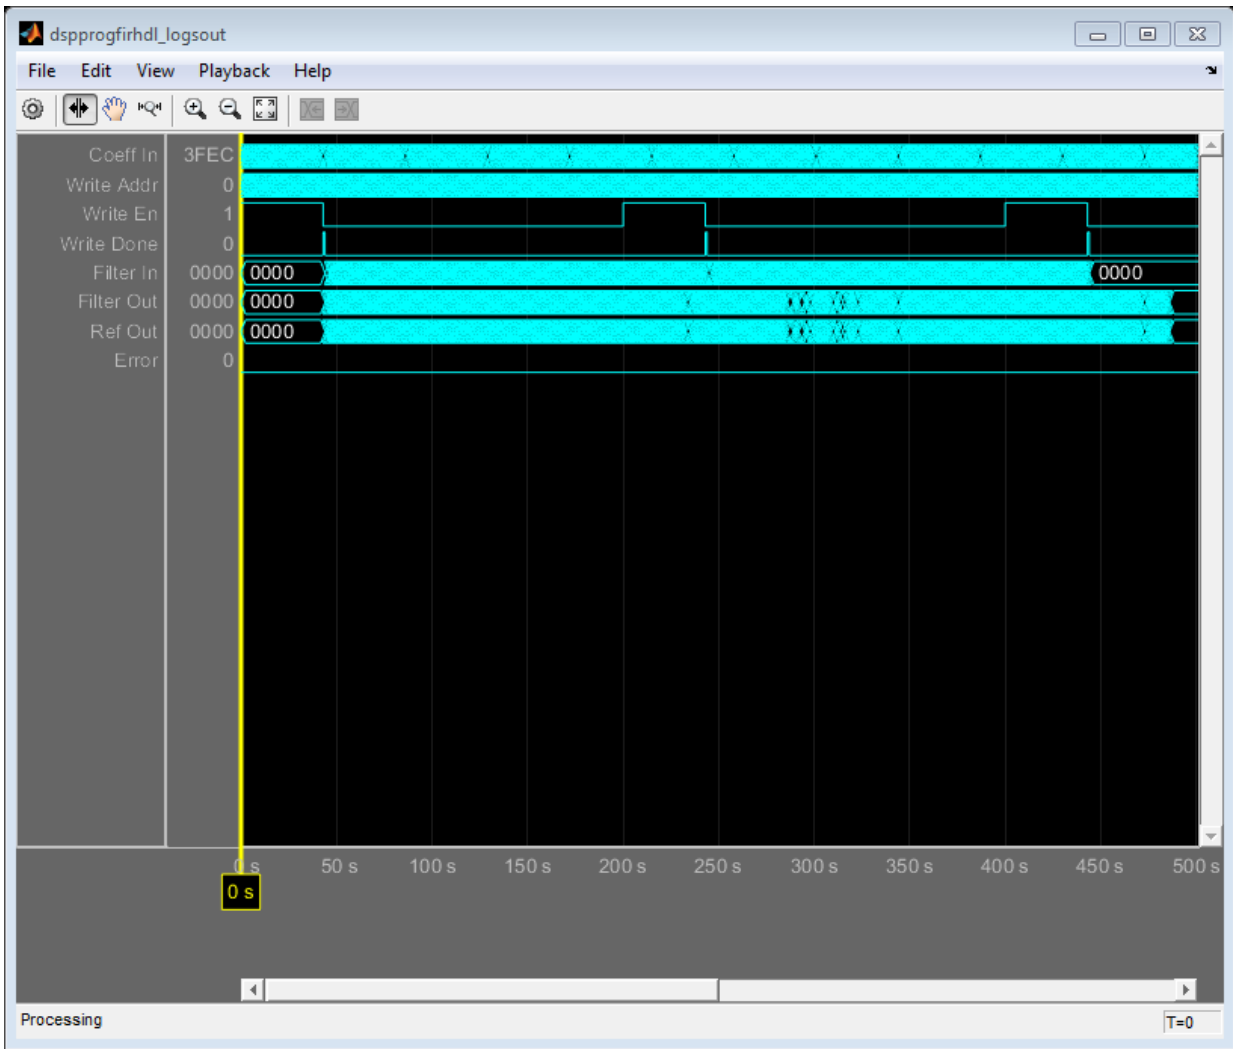 dspprogfirhdl_logsout
File Edit View Playback Help
Coeff In 3FEC
Write Addr 0
Write En 1
Write Done 0
Filter In 0000 0000 0000
Filter Out 0000 0000
Ref Out 0000 0000
Error 0
0 s 50 s 100 s 150 s 200 s 250 s 300 s 350 s 400 s 450 s 500 s
0 s
Processing T=0